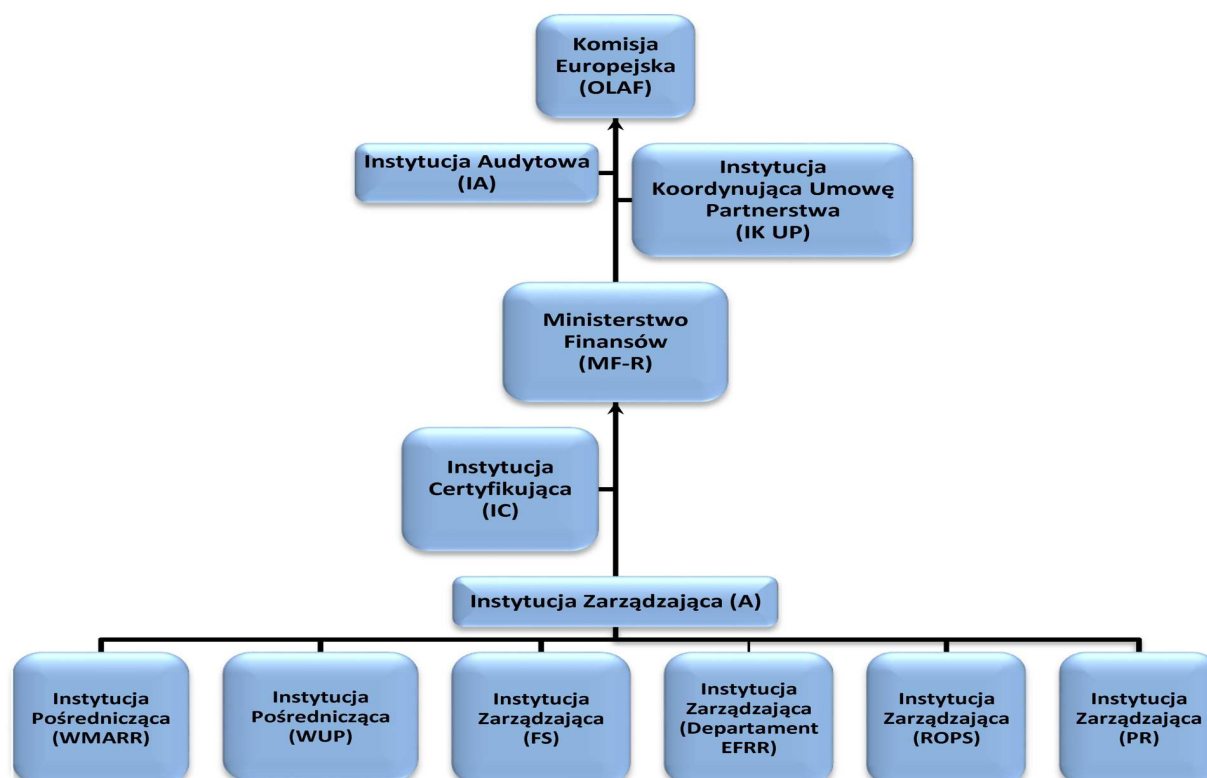 Komisja
Europejska
(OLAF)
Instytucja Audytowa
(IA)
Instytucja
Koordynująca Umowę
Partnerstwa
(IK UP)
Ministerstwo
Finansów
(MF-R)
Instytucja
Certyfikująca
(IC)
Instytucja Zarządzająca (A)
Instytucja
Pośrednicząca
(WMARR)
Instytucja
Pośrednicząca
(WUP)
Instytucja
Zarządzająca
(FS)
Instytucja
Zarządzająca
(Departament
EFRR)
Instytucja
Zarządzająca
(ROPS)
Instytucja
Zarządzająca
(PR)